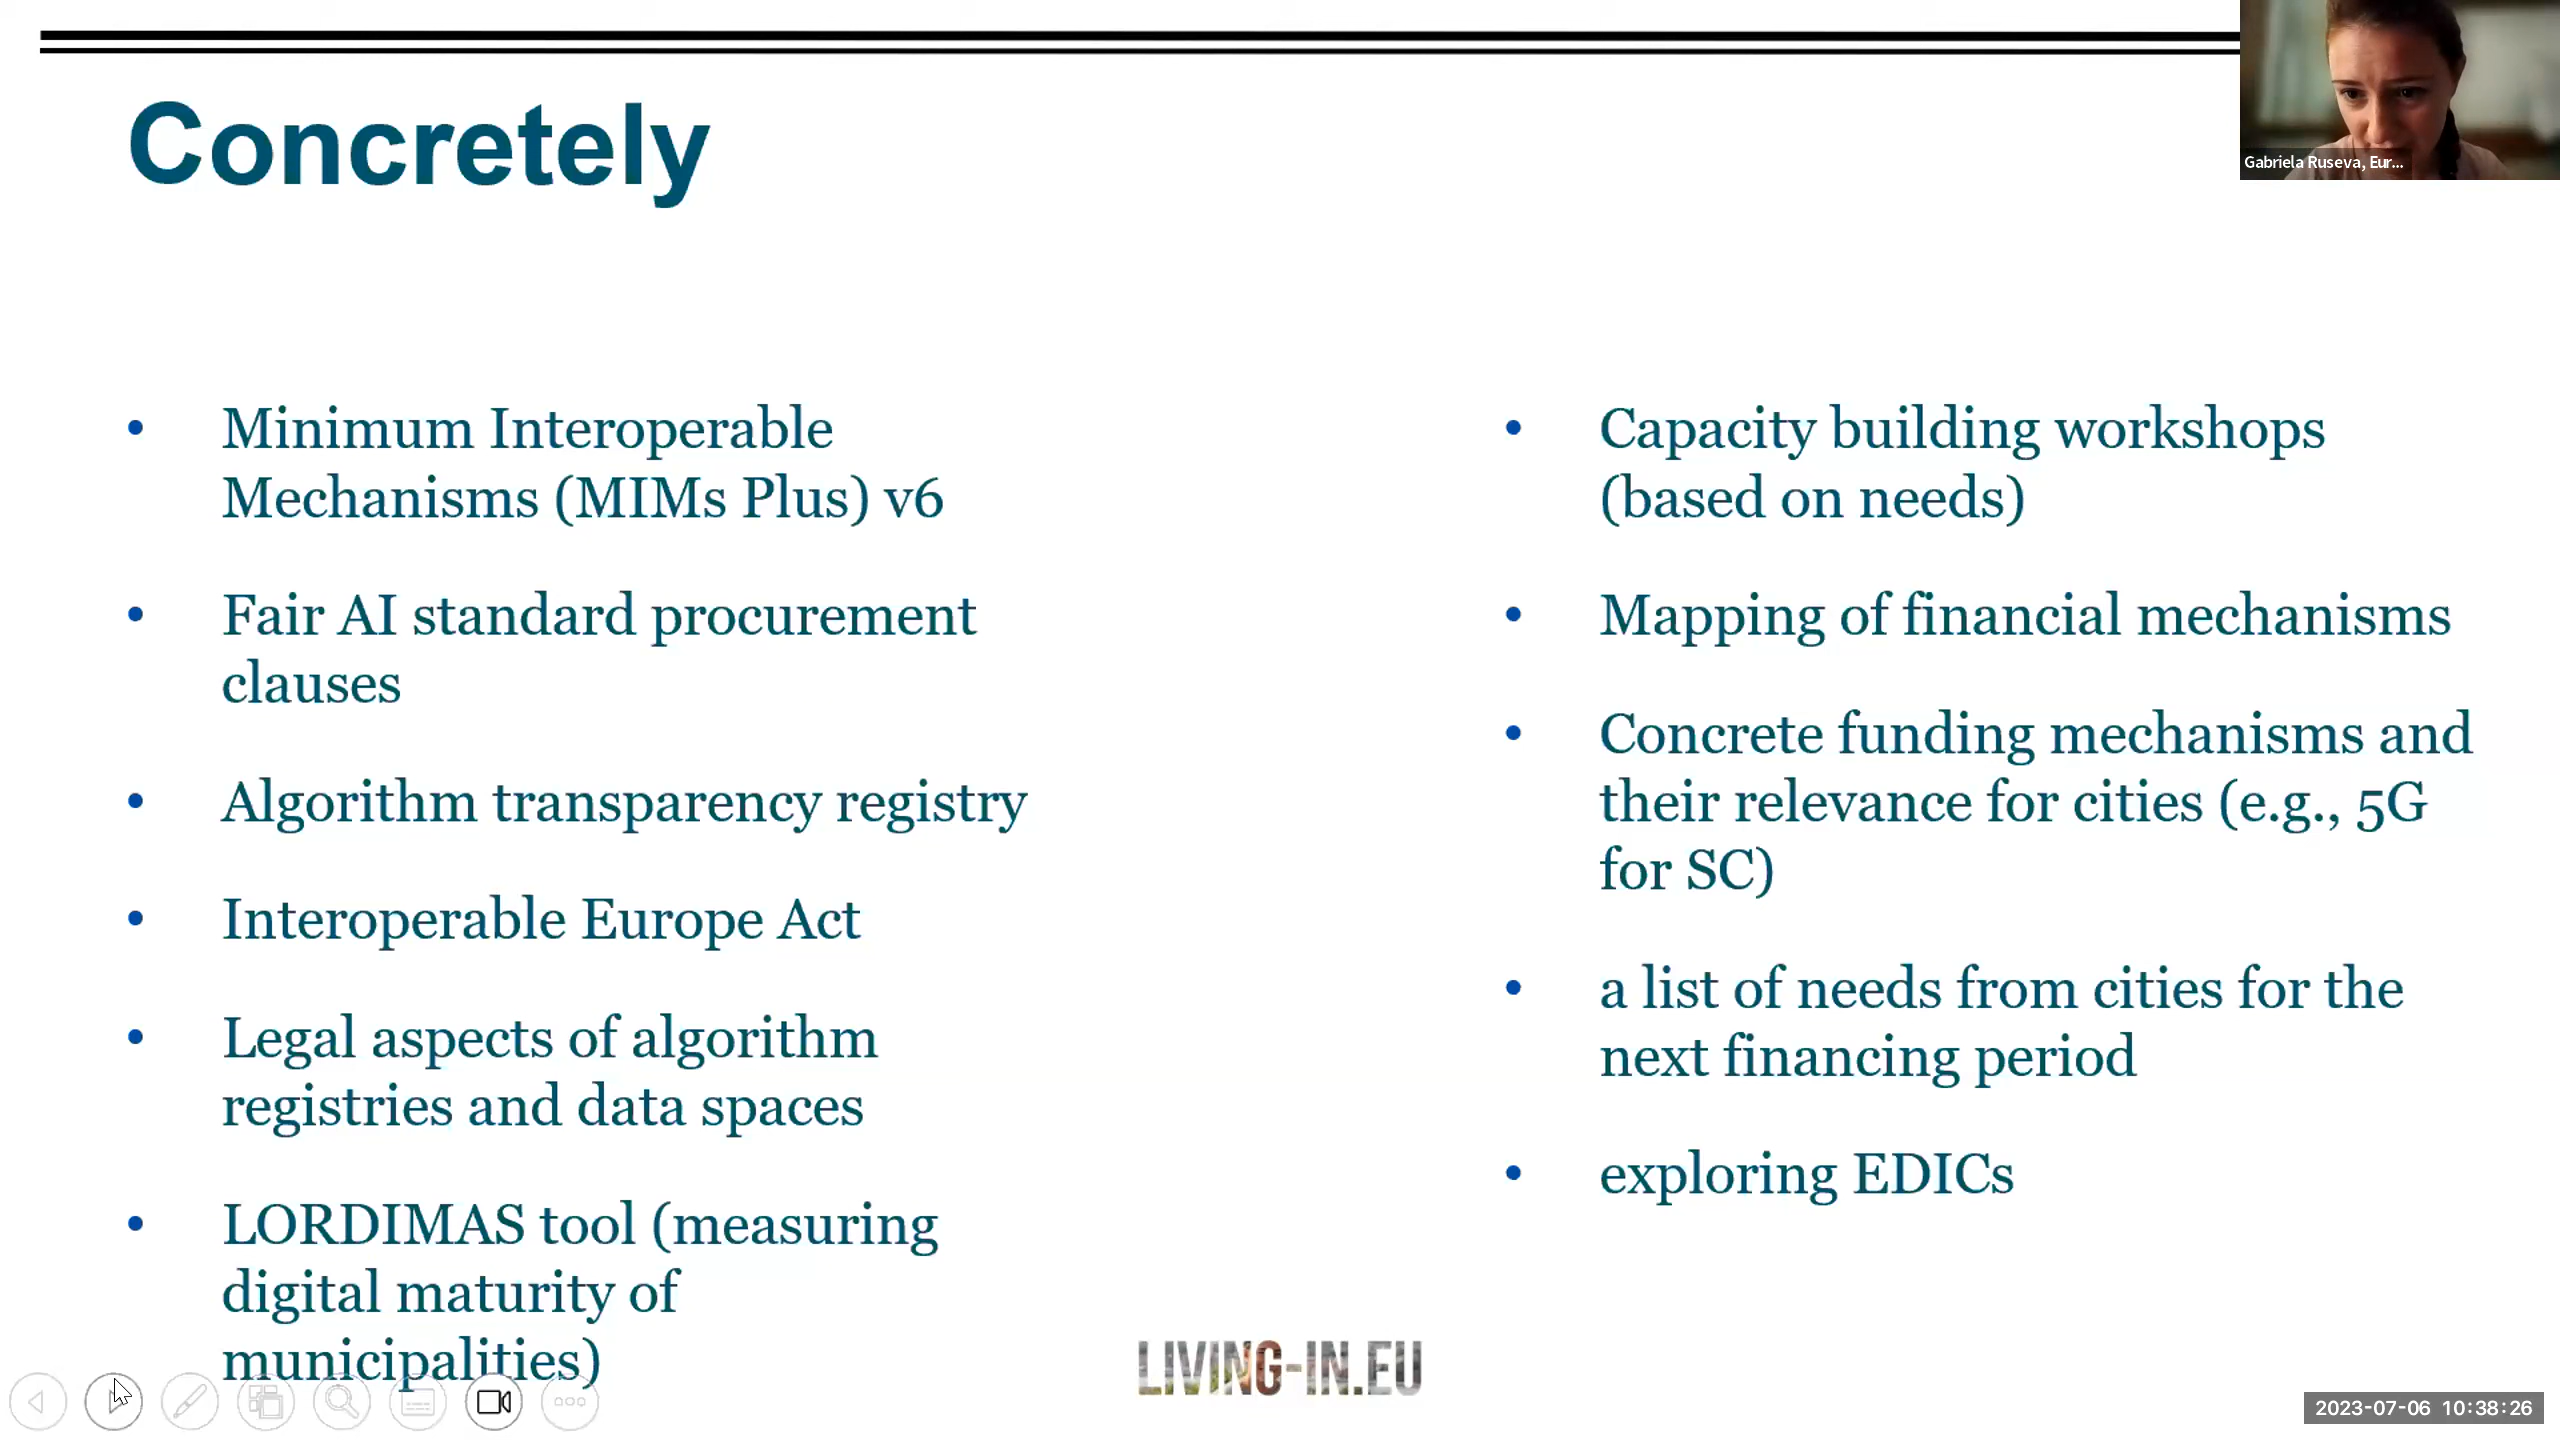 Concretely
Gabriela Ruseva, Eur...
• Minimum Interoperable
Mechanisms (MIMs Plus) v6
• Fair AI standard procurement
clauses
• Algorithm transparency registry
• Interoperable Europe Act
• Legal aspects of algorithm
registries and data spaces
• LORDIMAS tool (measuring
digital maturity of
municipalities)
• Capacity building workshops
(based on needs)
• Mapping of financial mechanisms
• Concrete funding mechanisms and
their relevance for cities (e.g., 5G
for SC)
• a list of needs from cities for the
next financing period
• exploring EDICs
LIVING-IN.EU
2023-07-06 10:38:26